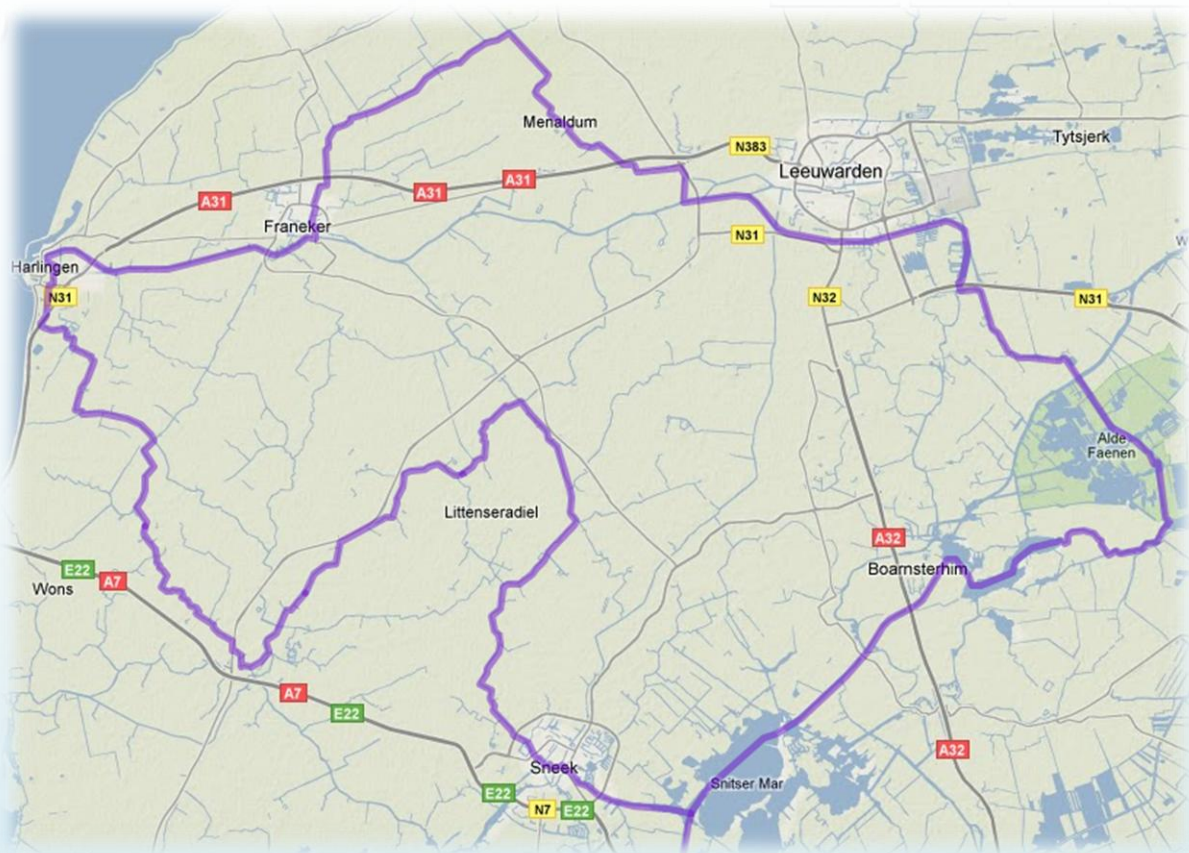 Menaldum
N383
Tytsjerk
Leeuwarden
A31
A31
A31
Franeker
N31
Harlingen
N31
N32
N31
Alde
Faenen
Littenseradiel
A32
Boarnsterhim
E22
A7
Wons
A7
E22
A32
Sneek
Snitser Mar
E22
N7
E22
W